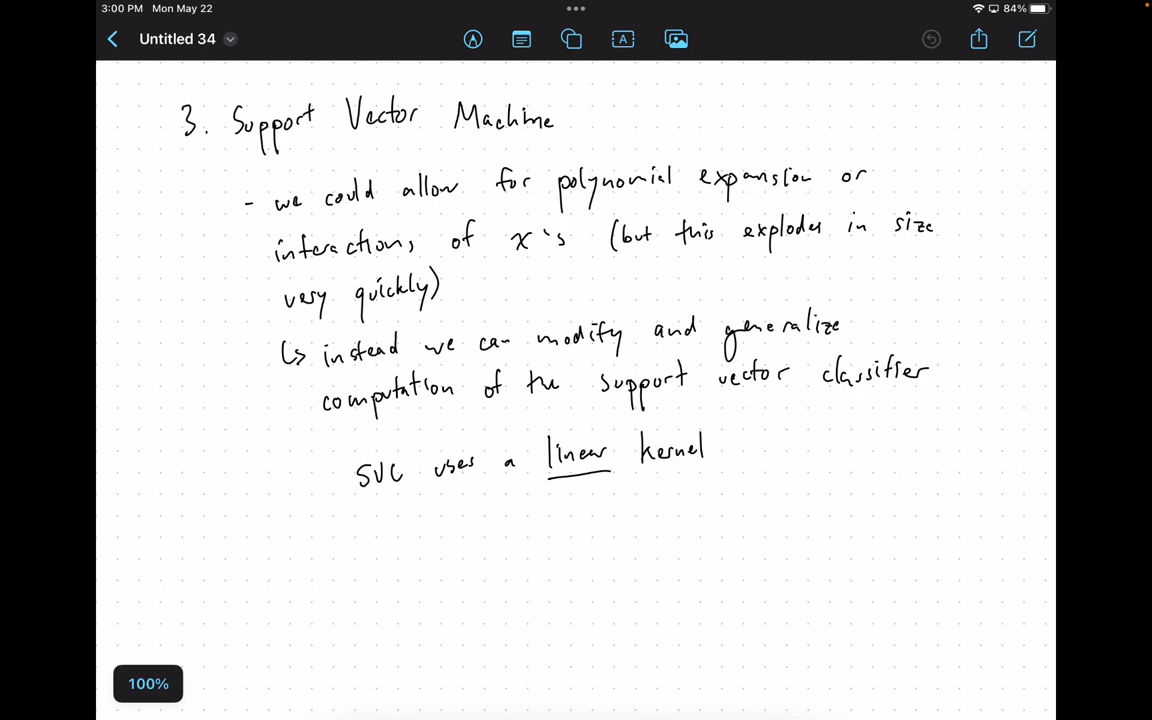 3:00 PM Mon May 22
84%
Untitled 34
3. Support Vector Machine
- we could allow for polynomial expansion or
interactions of x's (but this explodes in size
very quickly)
↳ instead we can modify and generalize
computation of the support vector classifier
SVC uses a linear kernel
100%